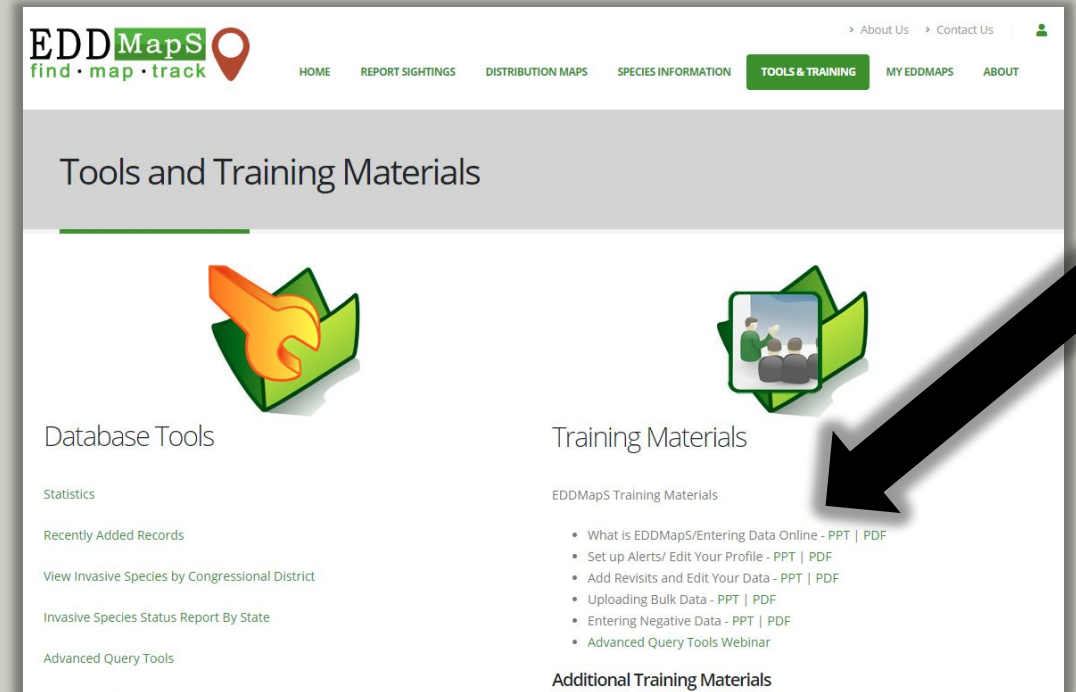 EDDMapS
find · map · track
› About Us › Contact Us
HOME REPORT SIGHTINGS DISTRIBUTION MAPS SPECIES INFORMATION TOOLS & TRAINING MY EDDMAPS ABOUT
Tools and Training Materials
Database Tools
Statistics
Recently Added Records
View Invasive Species by Congressional District
Invasive Species Status Report By State
Advanced Query Tools
Training Materials
EDDMapS Training Materials
• What is EDDMapS/Entering Data Online - PPT | PDF
• Set up Alerts/ Edit Your Profile - PPT | PDF
• Add Revisits and Edit Your Data - PPT | PDF
• Uploading Bulk Data - PPT | PDF
• Entering Negative Data - PPT | PDF
• Advanced Query Tools Webinar
Additional Training Materials